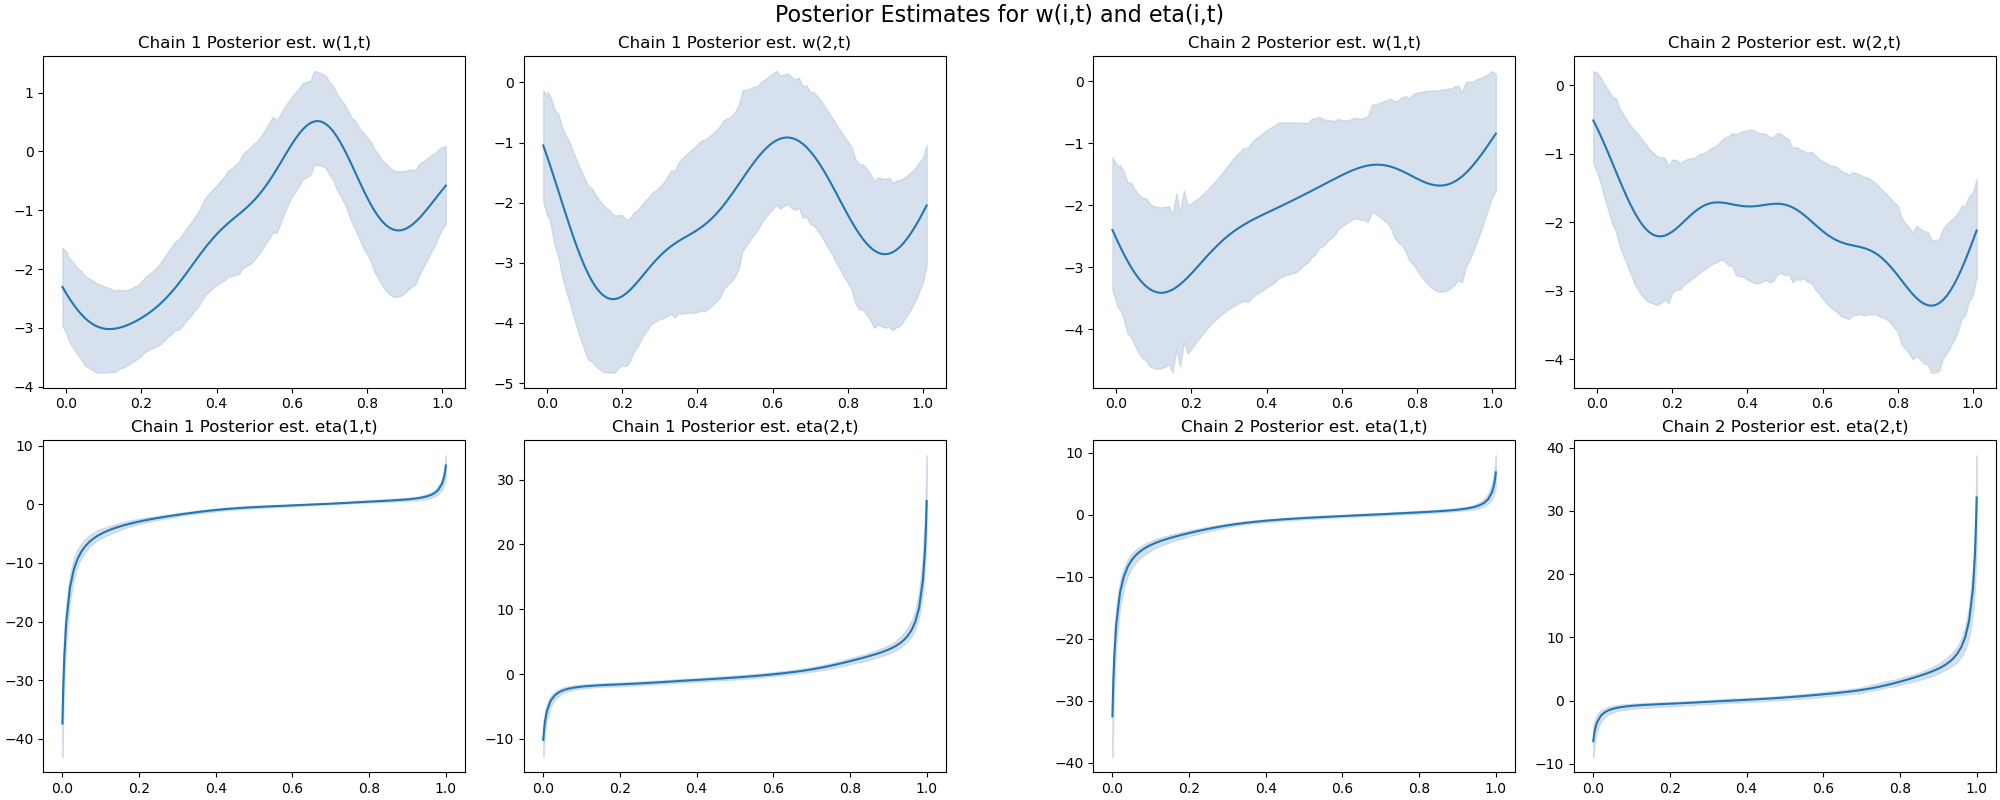 Posterior Estimates for w(i,t) and eta(i,t)
Chain 1 Posterior est. w(1,t)
Chain 1 Posterior est. w(2,t)
Chain 2 Posterior est. w(1,t)
Chain 2 Posterior est. w(2,t)
1
0
−1
−2
−3
−4
0.0 0.2 0.4 0.6 0.8 1.0
0
−1
−2
−3
−4
−5
0.0 0.2 0.4 0.6 0.8 1.0
0
−1
−2
−3
−4
0.0 0.2 0.4 0.6 0.8 1.0
0
−1
−2
−3
−4
0.0 0.2 0.4 0.6 0.8 1.0
Chain 1 Posterior est. eta(1,t)
Chain 1 Posterior est. eta(2,t)
Chain 2 Posterior est. eta(1,t)
Chain 2 Posterior est. eta(2,t)
10
0
−10
−20
−30
−40
0.0 0.2 0.4 0.6 0.8 1.0
30
20
10
0
−10
0.0 0.2 0.4 0.6 0.8 1.0
10
0
−10
−20
−30
−40
0.0 0.2 0.4 0.6 0.8 1.0
40
30
20
10
0
−10
0.0 0.2 0.4 0.6 0.8 1.0